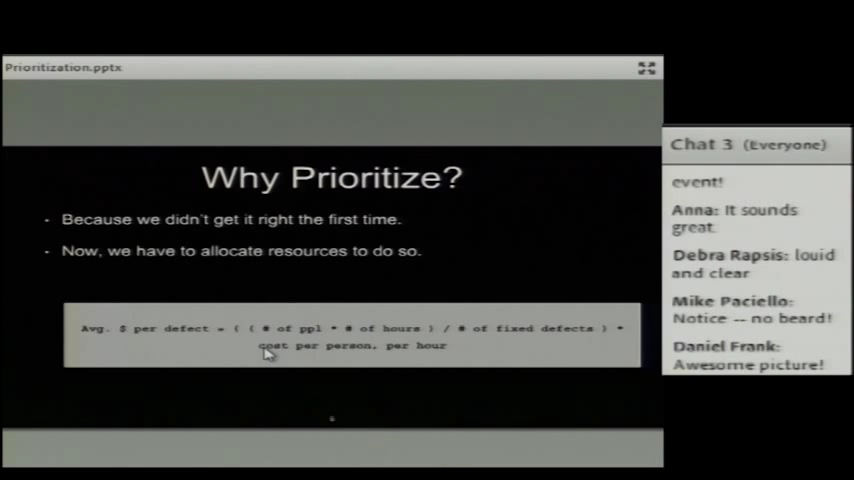 Prioritization.pptx
Why Prioritize?
- Because we didn't get it right the first time.
- Now, we have to allocate resources to do so.
Avg. $ per defect = ( ( # of ppl * # of hours ) / # of fixed defects ) *
cost per person, per hour
Chat 3 (Everyone)
event!
Anna: It sounds
great.
Debra Rapsis: louid
and clear
Mike Paciello:
Notice -- no beard!
Daniel Frank:
Awesome picture!